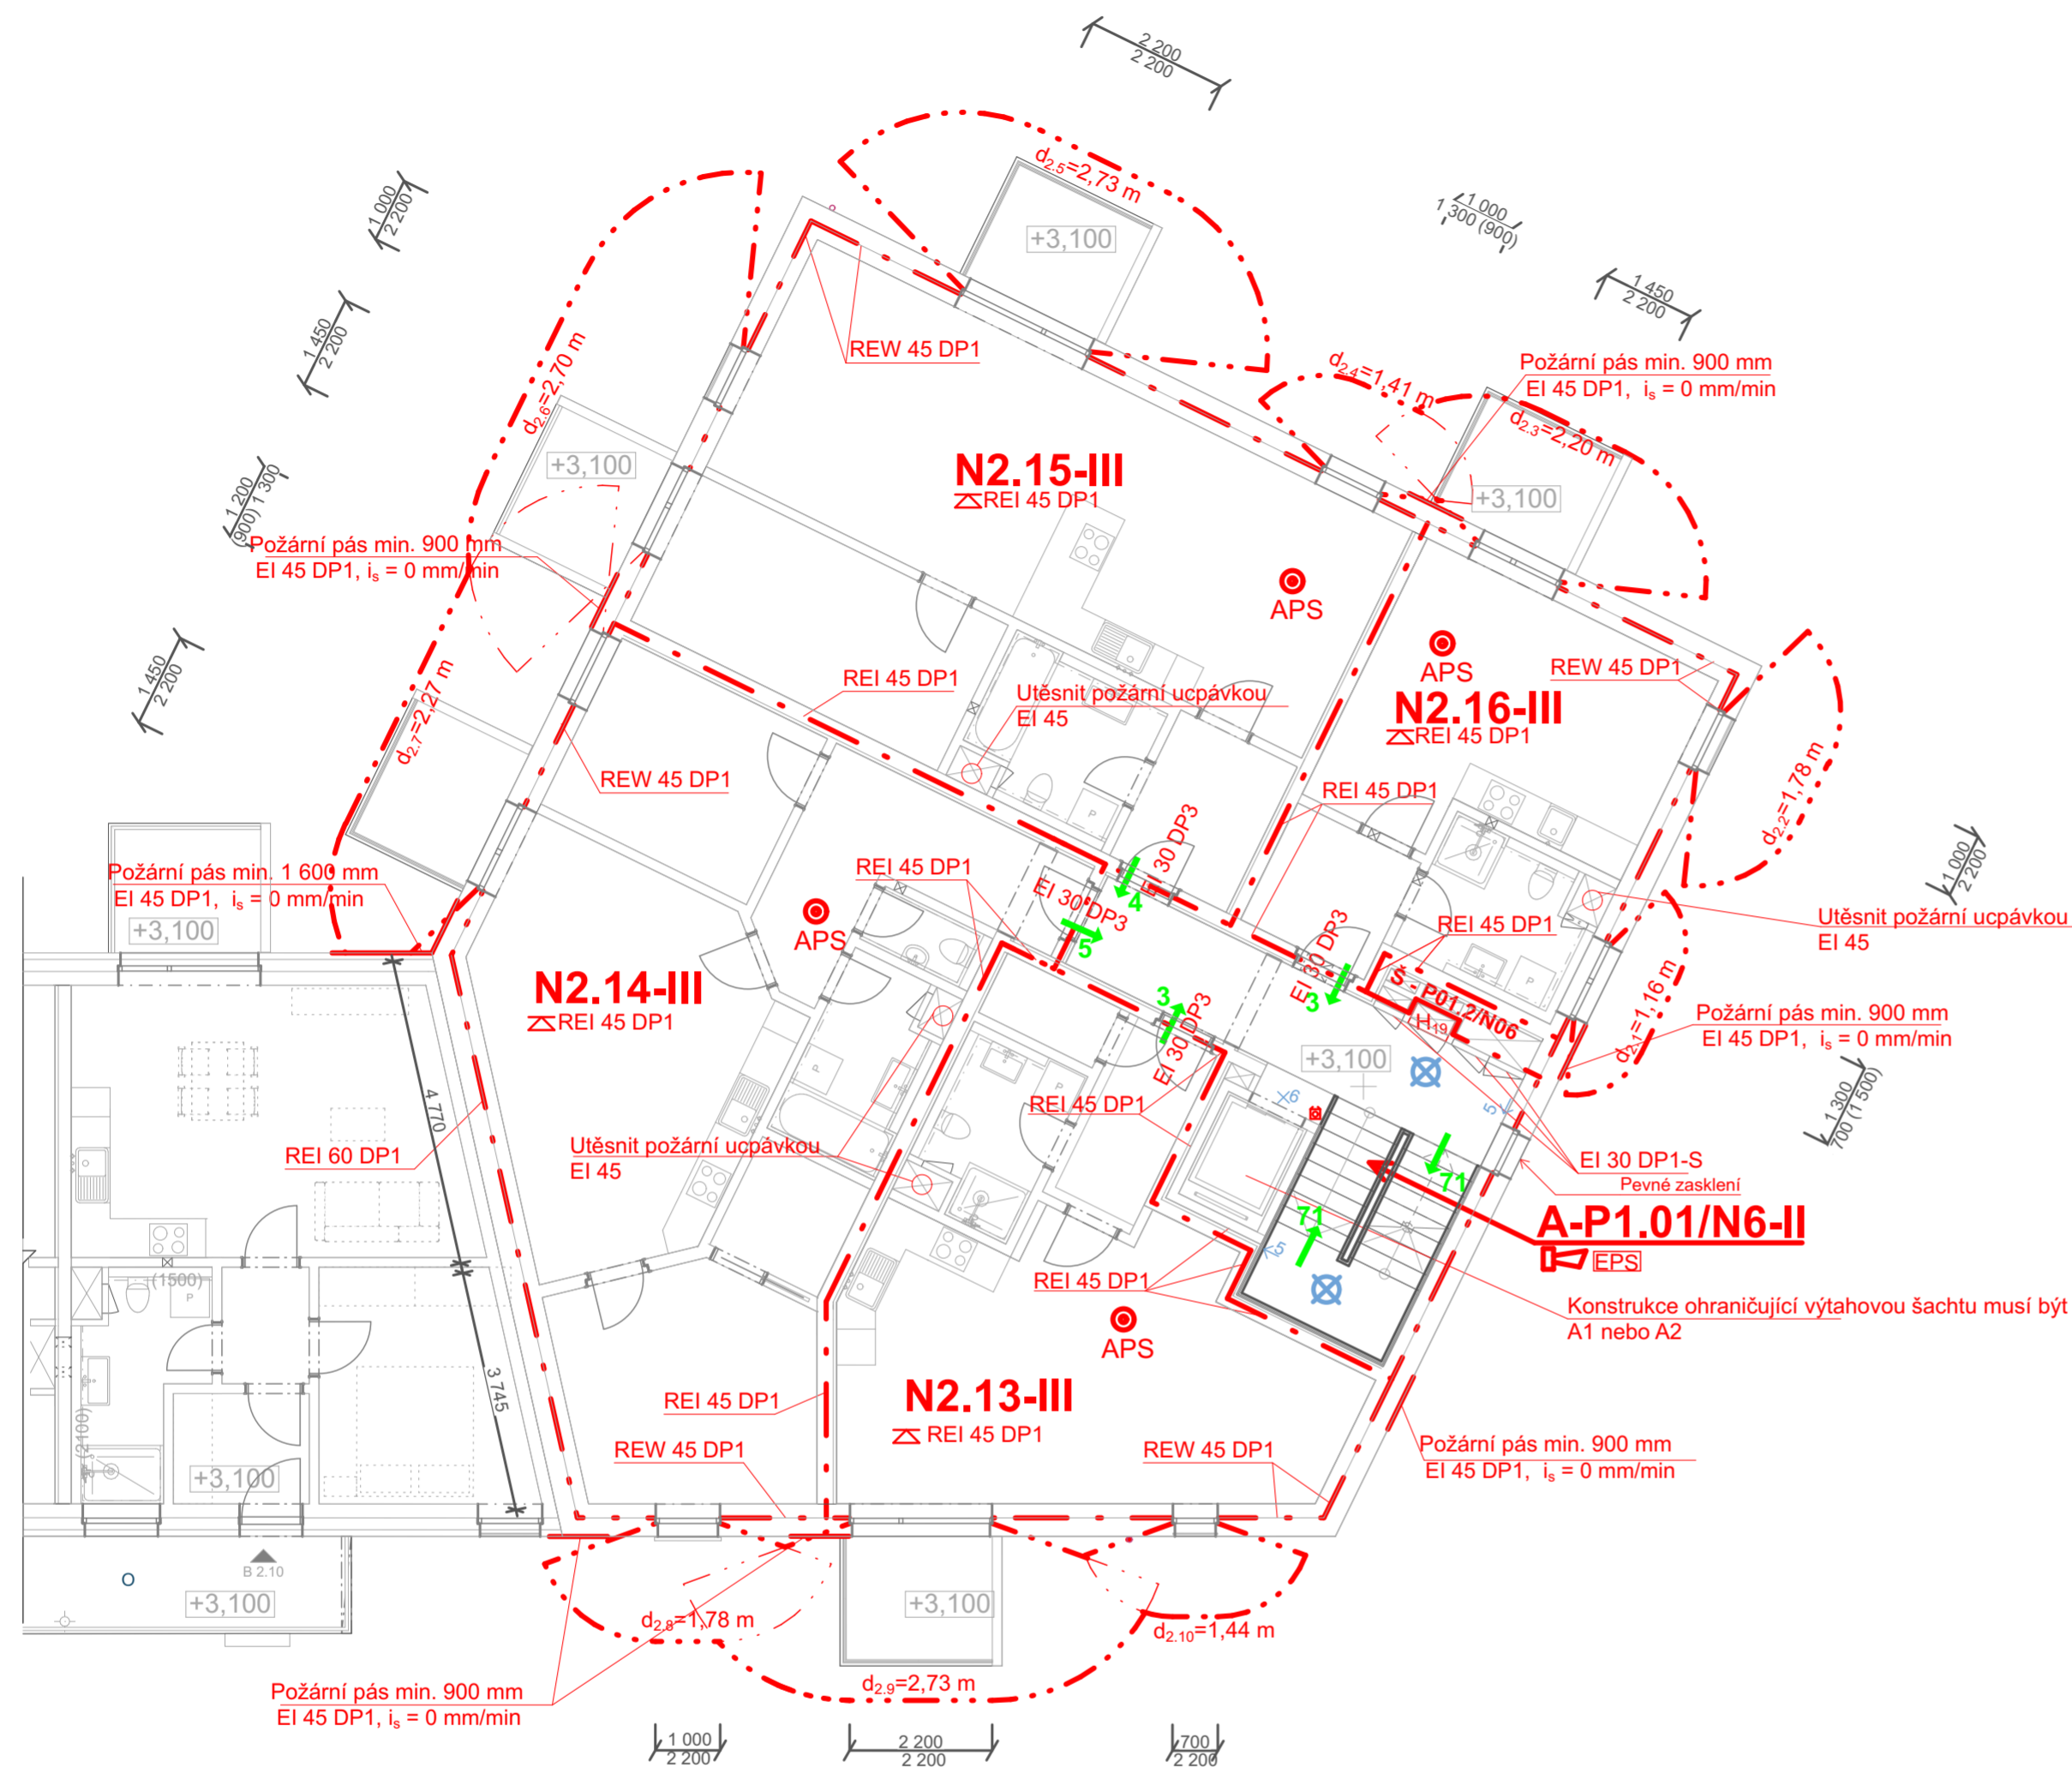 2 200
2 200
1 000
2 200
d2.5=2,73 m
1 000
1 300 (900)
+3,100
1 450
2 200
1 450
2 200
REW 45 DP1
d2.6=2,70 m
d2.4=1,41 m
Požární pás min. 900 mm
EI 45 DP1, is = 0 mm/min
d2.3=2,20 m
+3,100
N2.15-III
REI 45 DP1
+3,100
1 200
(900) 1 300
Požární pás min. 900 mm
EI 45 DP1, is = 0 mm/min
APS
APS
1 450
2 200
REI 45 DP1
REW 45 DP1
Utěsnit požární ucpávkou
EI 45
N2.16-III
REI 45 DP1
d2.7=2,27 m
REW 45 DP1
d2.2=1,78 m
REI 45 DP1
P
P
1 000
2 200
Požární pás min. 1 600 mm
EI 45 DP1, is = 0 mm/min
REI 45 DP1
EI 30 DP3
EI 30 DP3
4
5
+3,100
APS
Utěsnit požární ucpávkou
EI 45
REI 45 DP1
EI 30 DP3
3
Š - P01.2/N06
H19
P
N2.14-III
REI 45 DP1
3
EI 30 DP3
+3,100
d2.1=1,16 m
Požární pás min. 900 mm
EI 45 DP1, is = 0 mm/min
1 300
700 (1 500)
4 770
P
P
REI 45 DP1
6
5
REI 60 DP1
Utěsnit požární ucpávkou
EI 45
EI 30 DP1-S
Pevné zasklení
71
71
A-P1.01/N6-II
EPS
5
(1500)
P
REI 45 DP1
Konstrukce ohraničující výtahovou šachtu musí být
A1 nebo A2
APS
3 745
REI 45 DP1
N2.13-III
REI 45 DP1
(2100)
REW 45 DP1
REW 45 DP1
Požární pás min. 900 mm
EI 45 DP1, is = 0 mm/min
+3,100
B 2.10
+3,100
+3,100
d2.8=1,78 m
d2.10=1,44 m
d2.9=2,73 m
Požární pás min. 900 mm
EI 45 DP1, is = 0 mm/min
1 000
2 200
2 200
2 200
700
2 200